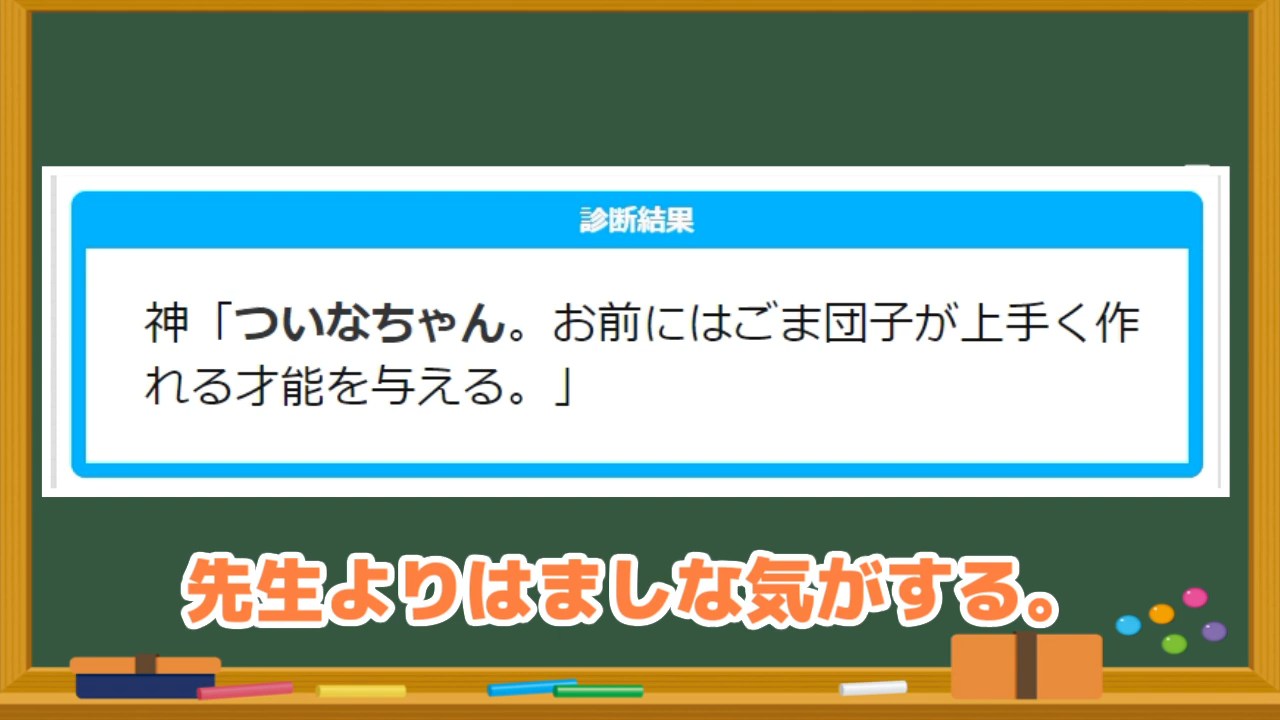 診断結果
神「ついなちゃん。お前にはごま団子が上手く作
れる才能を与える。」
先生よりはましな気がする。